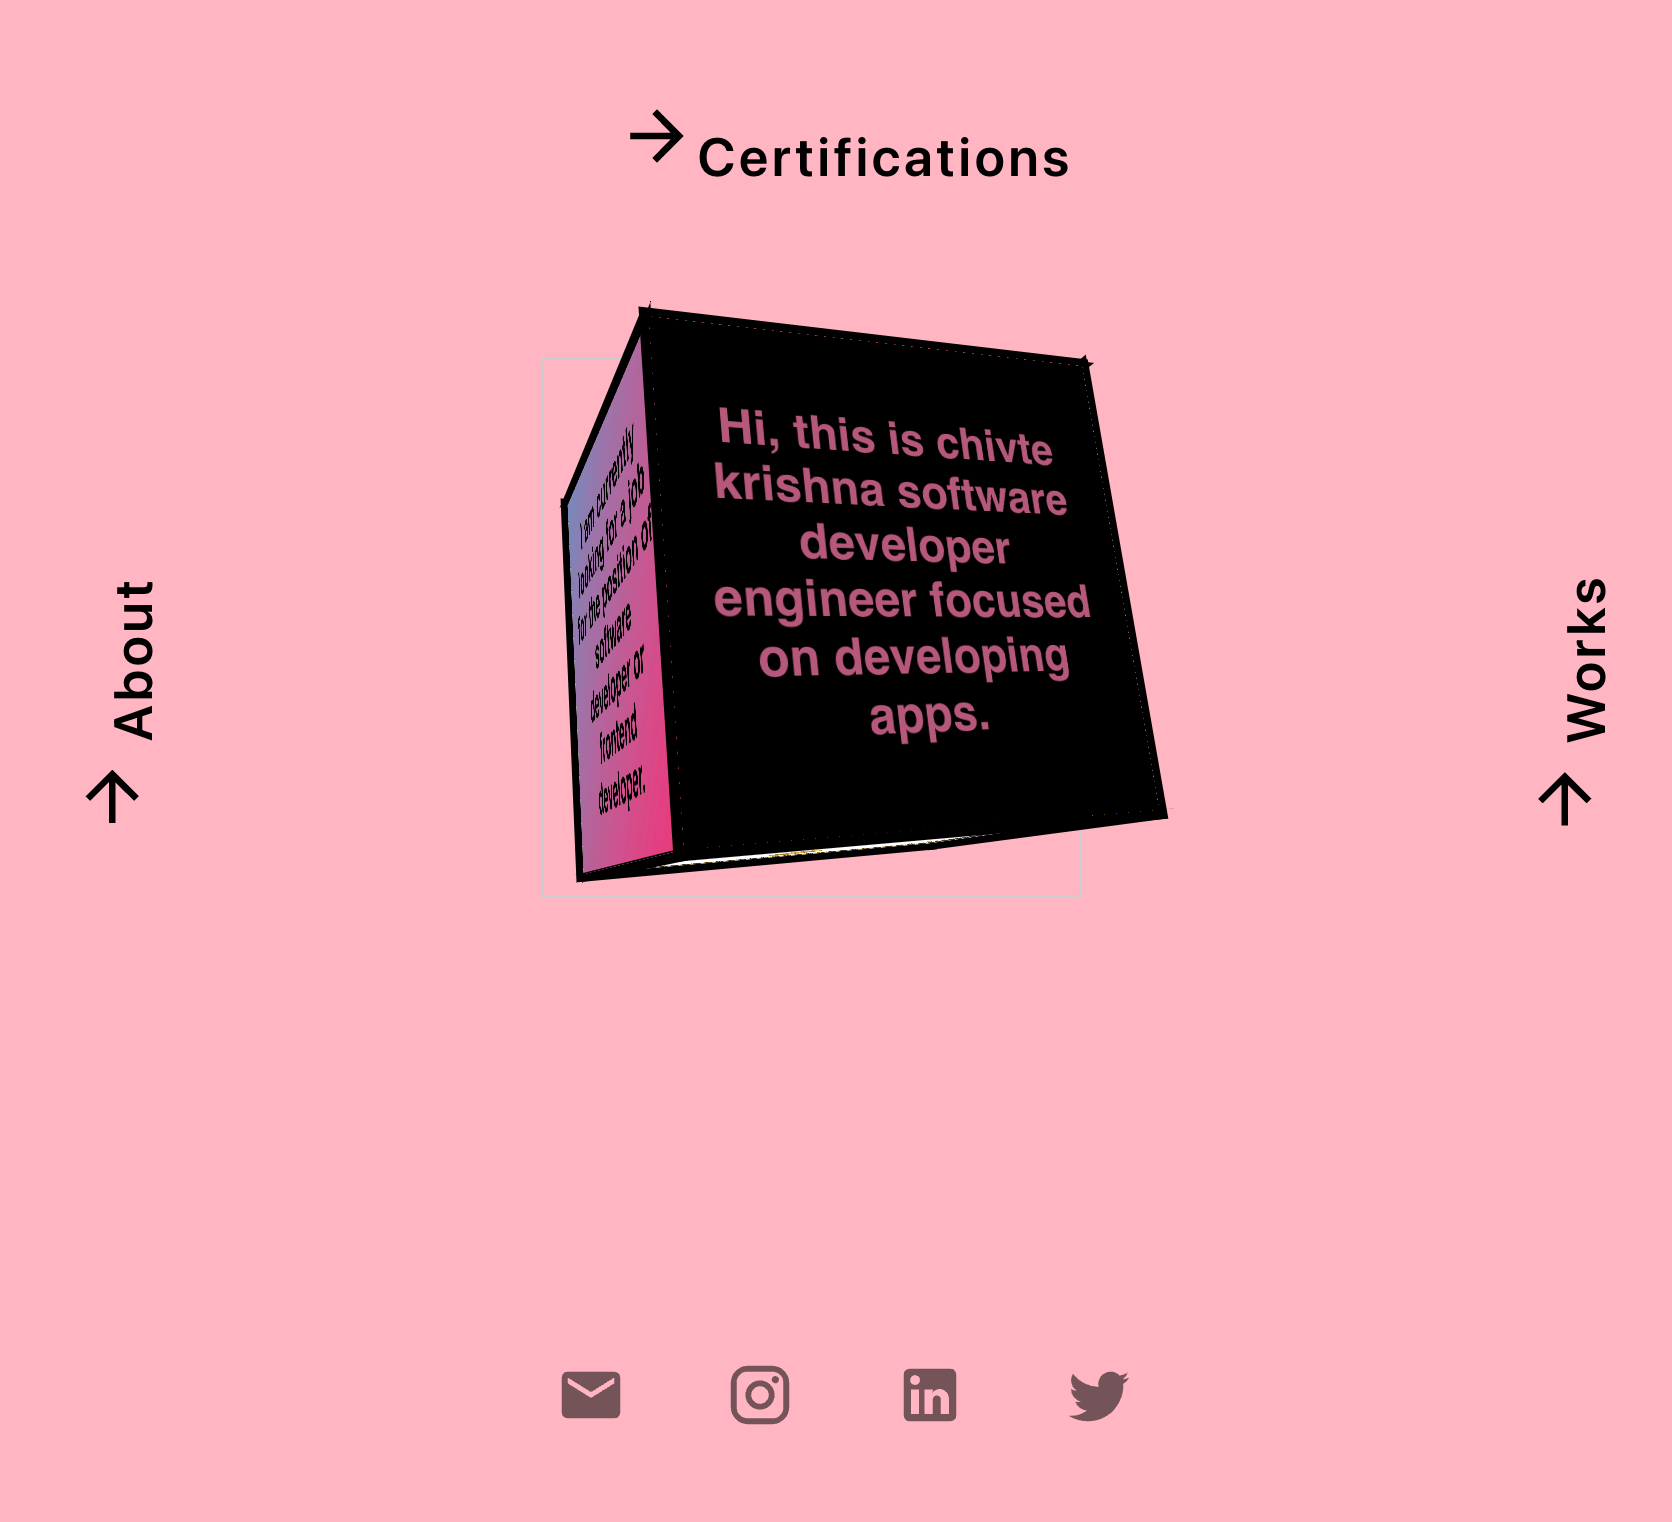 Certifications
Hi, this is chivte
krishna software
developer
engineer focused
on developing
apps.
I am currently
looking for a job
for the position of
software
developer or
frontend
developer.
About
Works